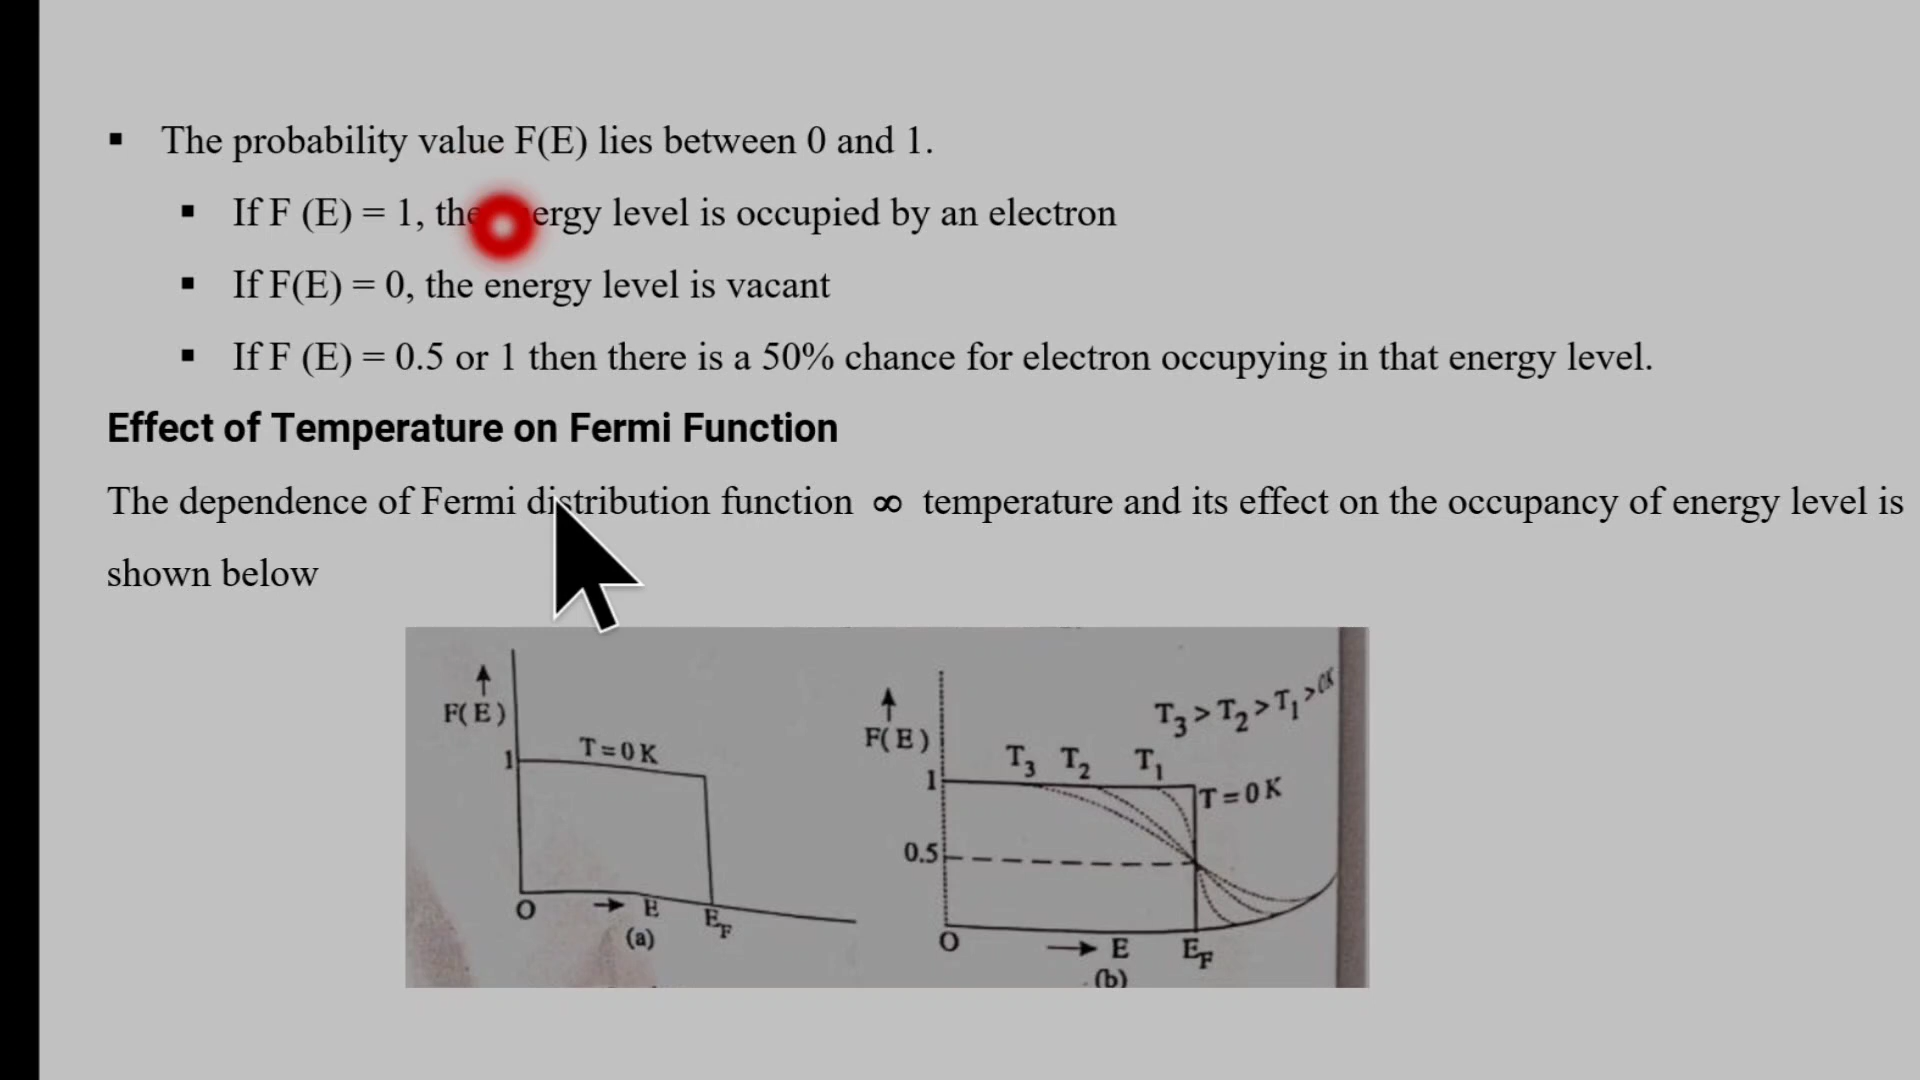 ▪ The probability value F(E) lies between 0 and 1.
▪ If F (E) = 1, the energy level is occupied by an electron
▪ If F(E) = 0, the energy level is vacant
▪ If F (E) = 0.5 or 1 then there is a 50% chance for electron occupying in that energy level.
Effect of Temperature on Fermi Function
The dependence of Fermi distribution function ∞ temperature and its effect on the occupancy of energy level is
shown below
F(E)
1
T=0K
O
E
E_F
(a)
T₃>T₂>T₁>0K
F(E)
T₃ T₂ T₁
1
T=0K
0.5
O
E
E_F
(b)